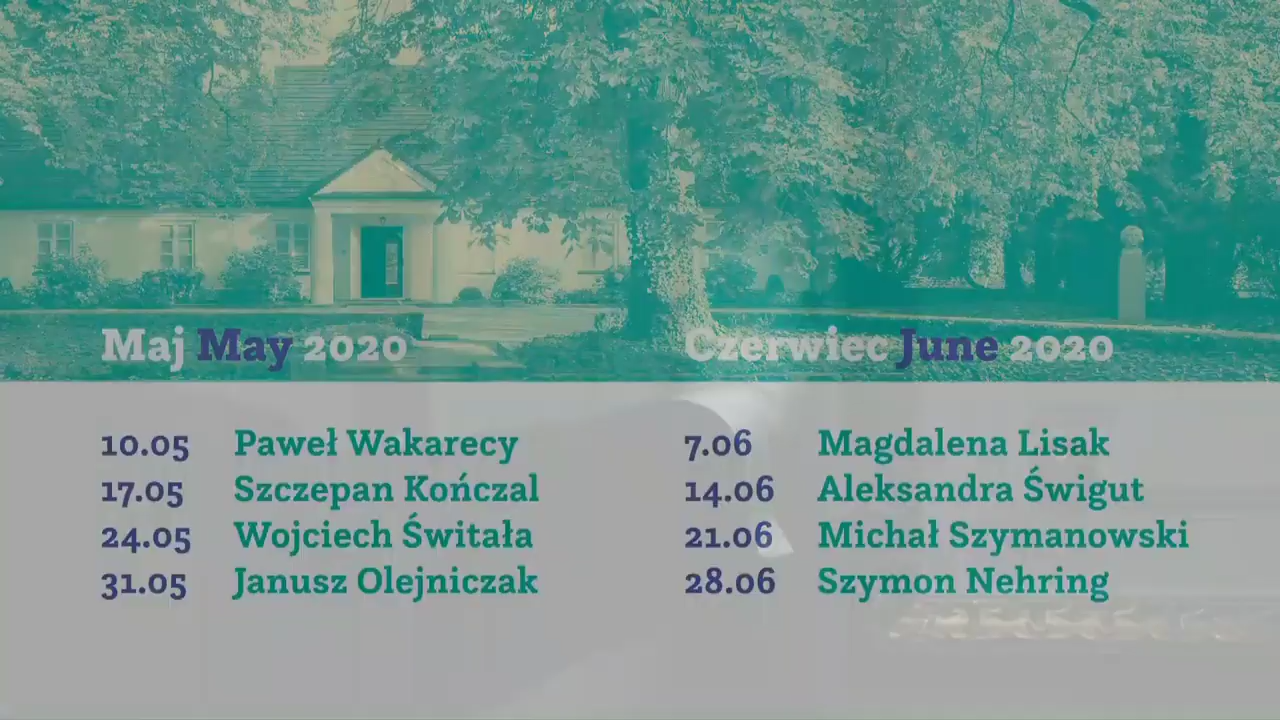 Maj May 2020
10.05 Paweł Wakarecy
17.05 Szczepan Kończal
24.05 Wojciech Świtała
31.05 Janusz Olejniczak
Czerwiec June 2020
7.06 Magdalena Lisak
14.06 Aleksandra Świgut
21.06 Michał Szymanowski
28.06 Szymon Nehring